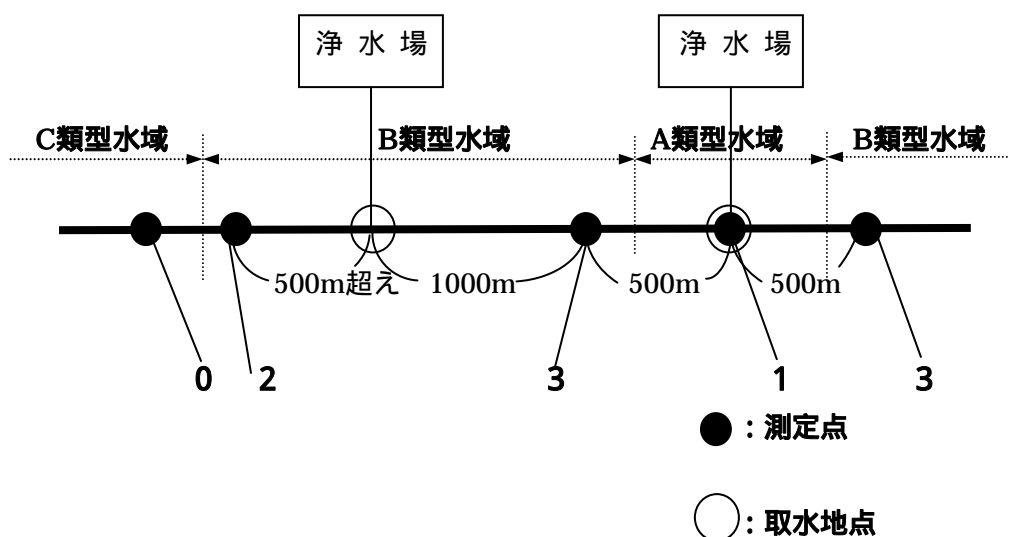 浄 水 場 浄 水 場
C類型水域 B類型水域 A類型水域 B類型水域
500m超え 1000m 500m 500m
0 2 3 1 3
：測定点
：取水地点